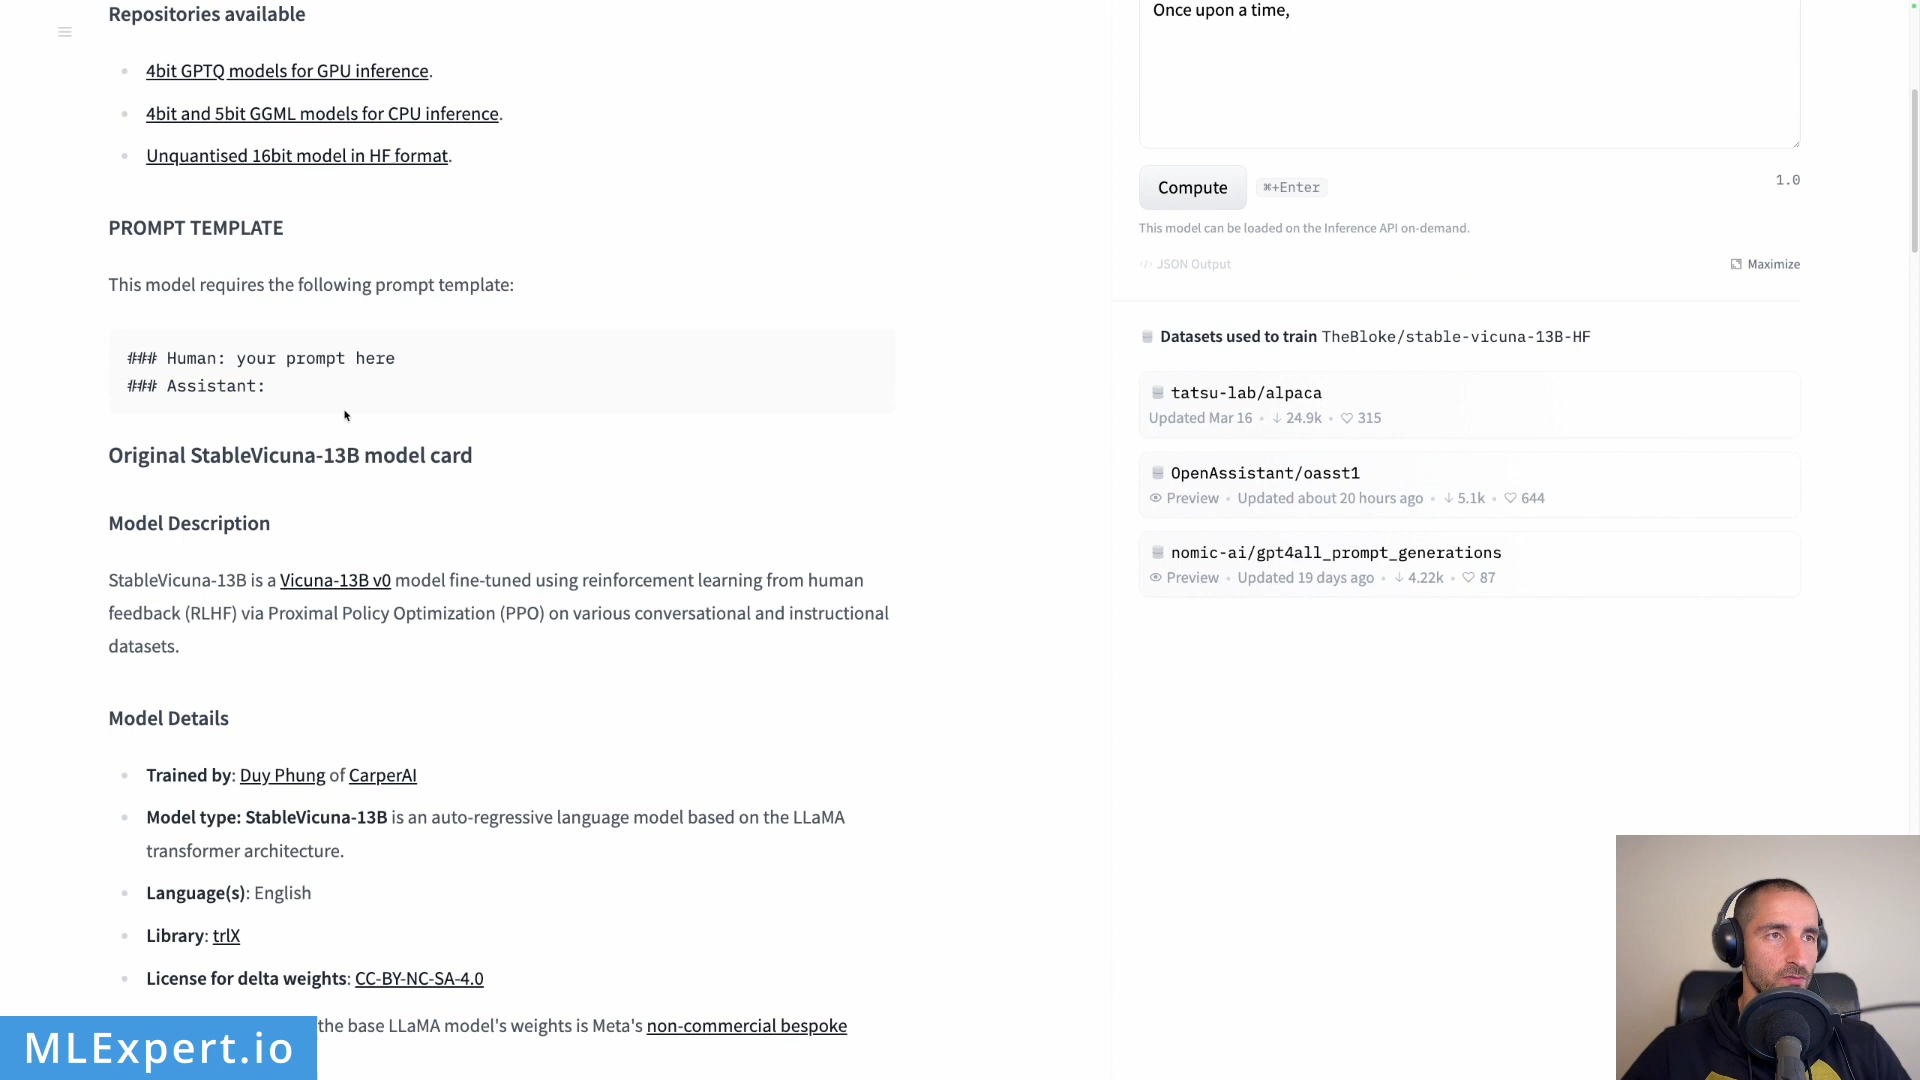 Repositories available
4bit GPTQ models for GPU inference.
4bit and 5bit GGML models for CPU inference.
Unquantised 16bit model in HF format.
PROMPT TEMPLATE
This model requires the following prompt template:
### Human: your prompt here
### Assistant:
Original StableVicuna-13B model card
Model Description
StableVicuna-13B is a Vicuna-13B v0 model fine-tuned using reinforcement learning from human
feedback (RLHF) via Proximal Policy Optimization (PPO) on various conversational and instructional
datasets.
Model Details
Trained by: Duy Phung of CarperAI
Model type: StableVicuna-13B is an auto-regressive language model based on the LLaMA
transformer architecture.
Language(s): English
Library: trlX
License for delta weights: CC-BY-NC-SA-4.0
the base LLaMA model's weights is Meta's non-commercial bespoke
MLExpert.io
Once upon a time,
Compute ⌘+Enter 1.0
This model can be loaded on the Inference API on-demand.
</> JSON Output Maximize
Datasets used to train TheBloke/stable-vicuna-13B-HF
tatsu-lab/alpaca
Updated Mar 16 • ↓ 24.9k • ♡ 315
OpenAssistant/oasst1
Preview • Updated about 20 hours ago • ↓ 5.1k • ♡ 644
nomic-ai/gpt4all_prompt_generations
Preview • Updated 19 days ago • ↓ 4.22k • ♡ 87